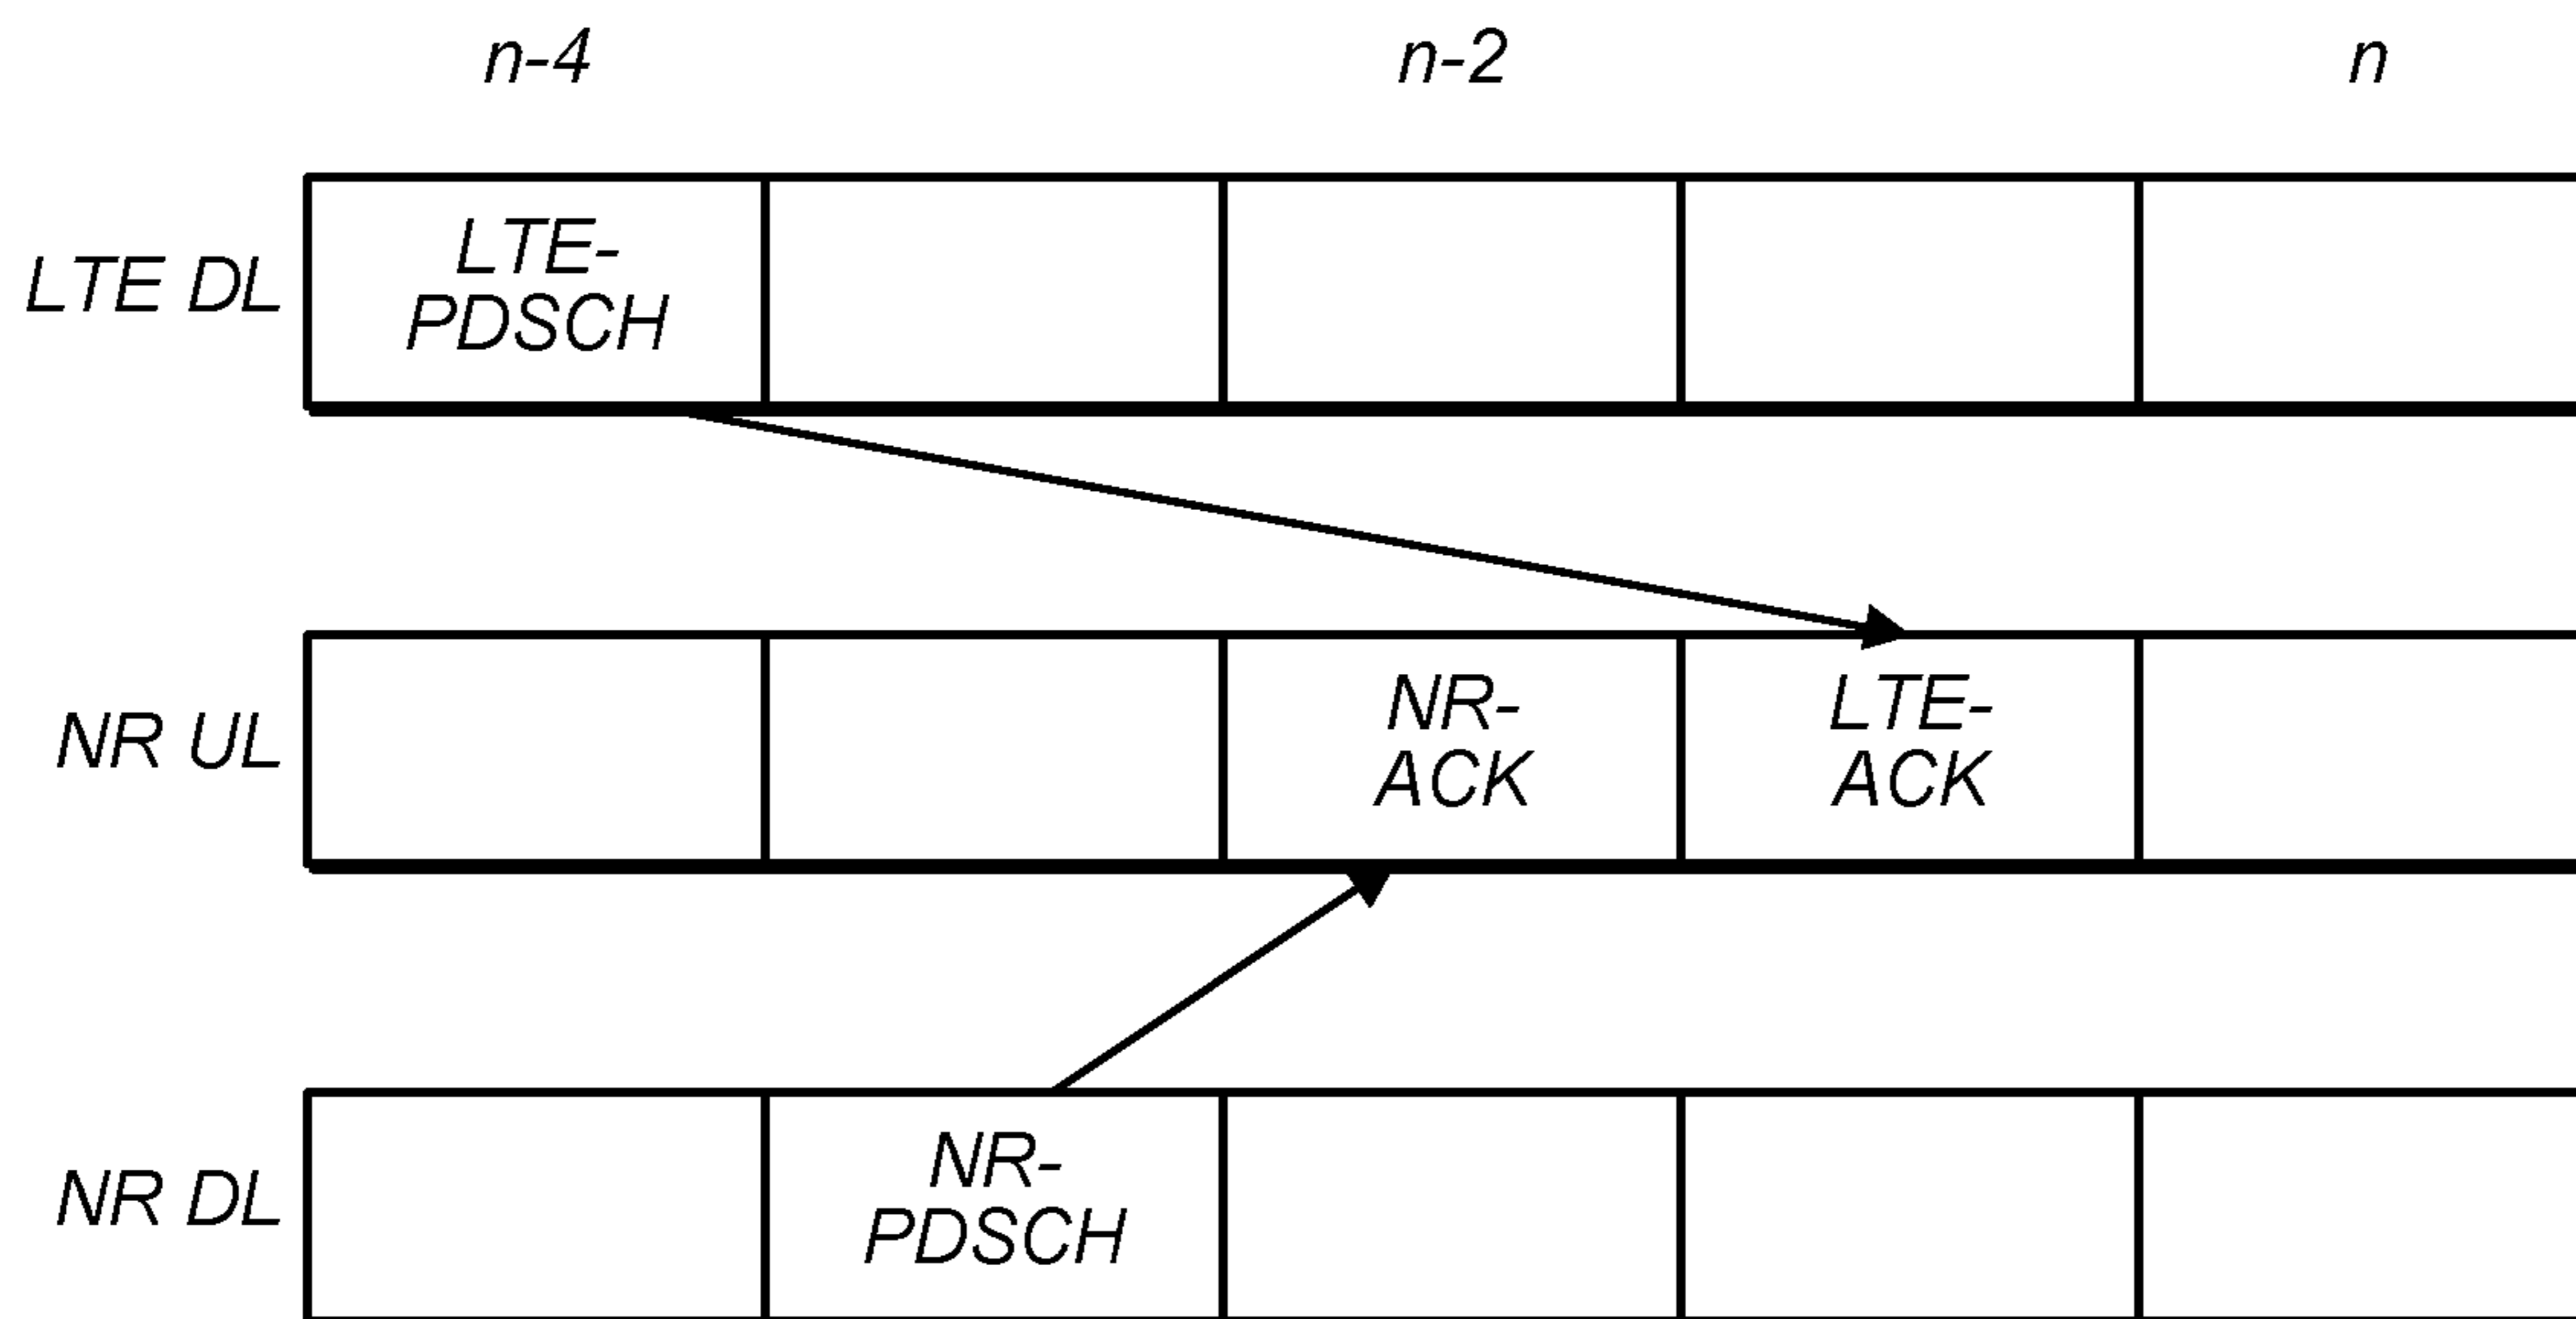 n-4 n-2 n
LTE DL
LTE-
PDSCH
NR UL
NR-
ACK
LTE-
ACK
NR DL
NR-
PDSCH